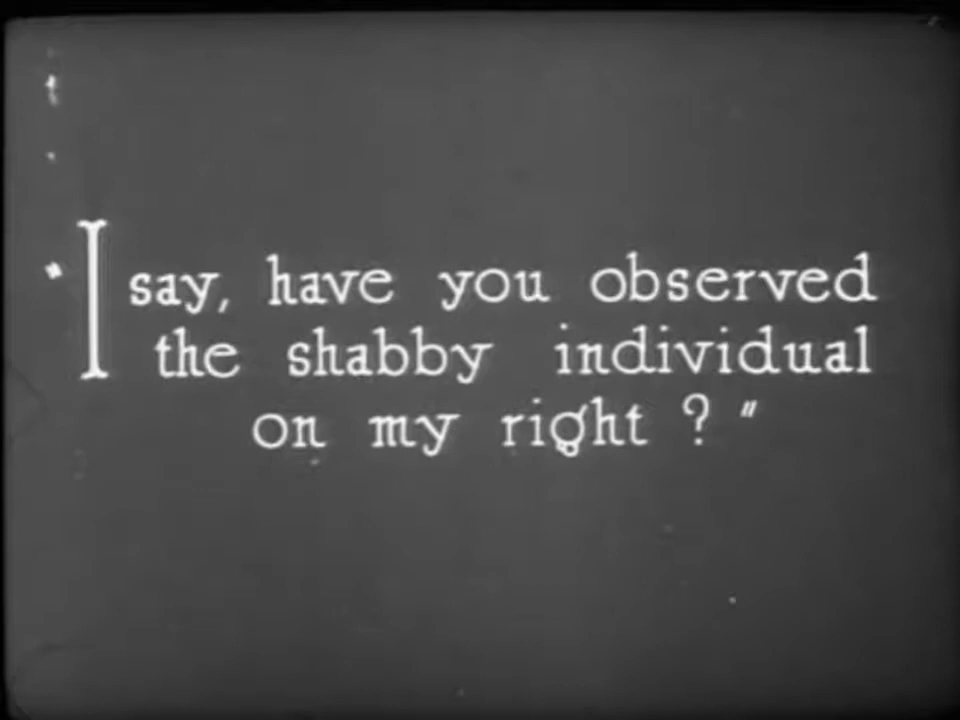 I say, have you observed
the shabby individual
on my right ? "